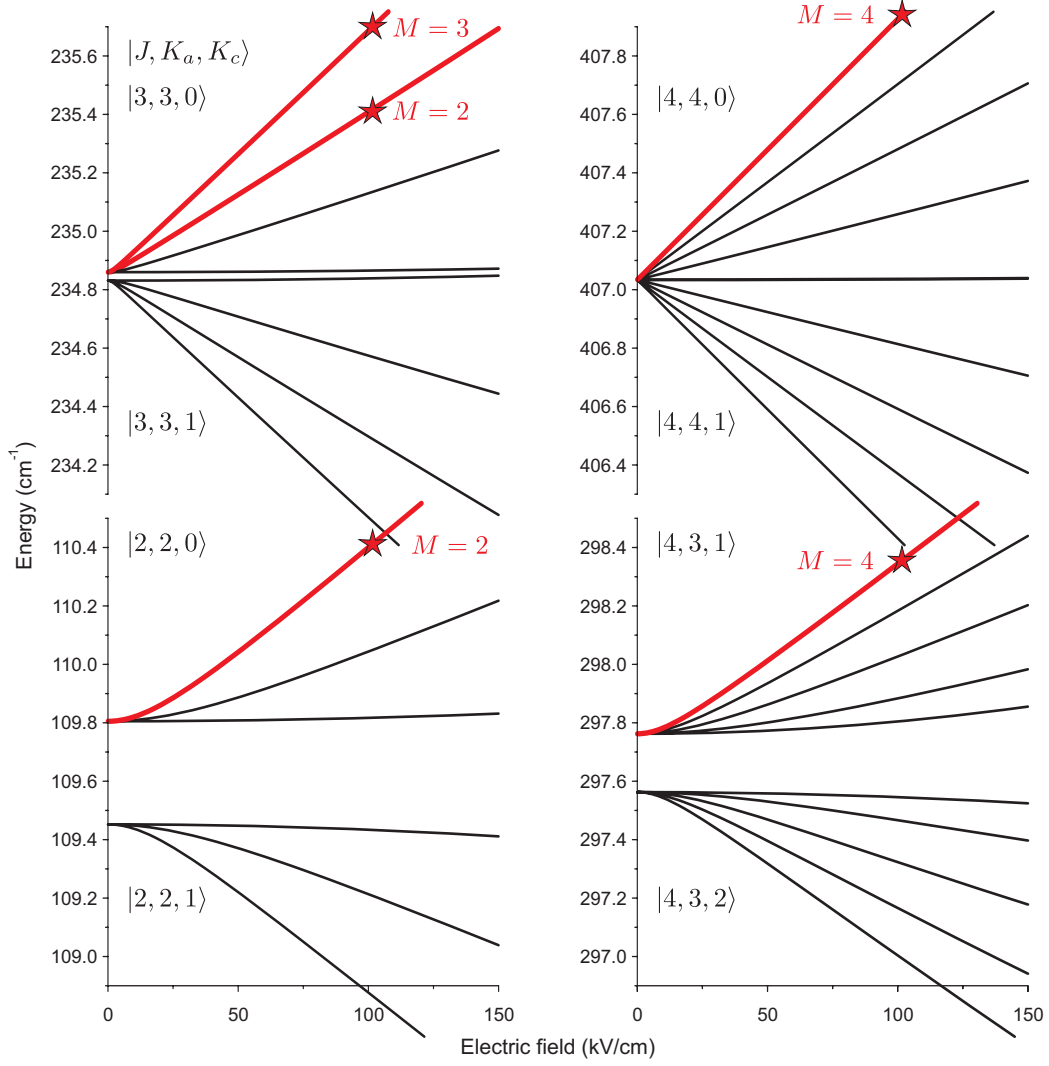 Energy (cm⁻¹)
235.6
235.4
235.2
235.0
234.8
234.6
234.4
234.2
|J, Kₐ, K_c⟩
|3, 3, 0⟩
M = 3
M = 2
|3, 3, 1⟩
407.8
407.6
407.4
407.2
407.0
406.8
406.6
406.4
M = 4
|4, 4, 0⟩
|4, 4, 1⟩
110.4
110.2
110.0
109.8
109.6
109.4
109.2
109.0
|2, 2, 0⟩
M = 2
|2, 2, 1⟩
0
50
100
150
298.4
298.2
298.0
297.8
297.6
297.4
297.2
297.0
|4, 3, 1⟩
M = 4
|4, 3, 2⟩
0
50
100
150
Electric field (kV/cm)